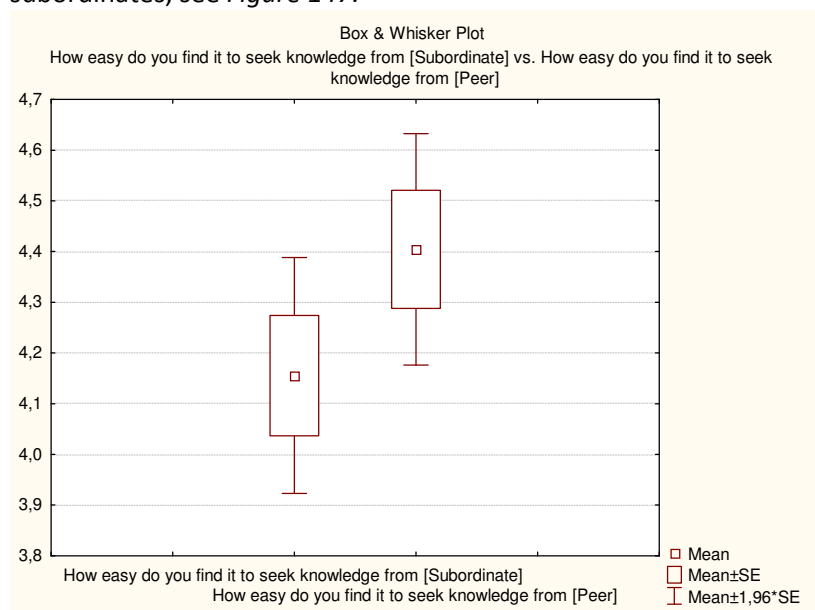 subordinates, see Figure 147.
Box & Whisker Plot
How easy do you find it to seek knowledge from [Subordinate] vs. How easy do you find it to seek
knowledge from [Peer]
4,7
4,6
4,5
4,4
4,3
4,2
4,1
4,0
3,9
3,8
How easy do you find it to seek knowledge from [Subordinate]
How easy do you find it to seek knowledge from [Peer]
Mean
Mean±SE
Mean±1,96*SE